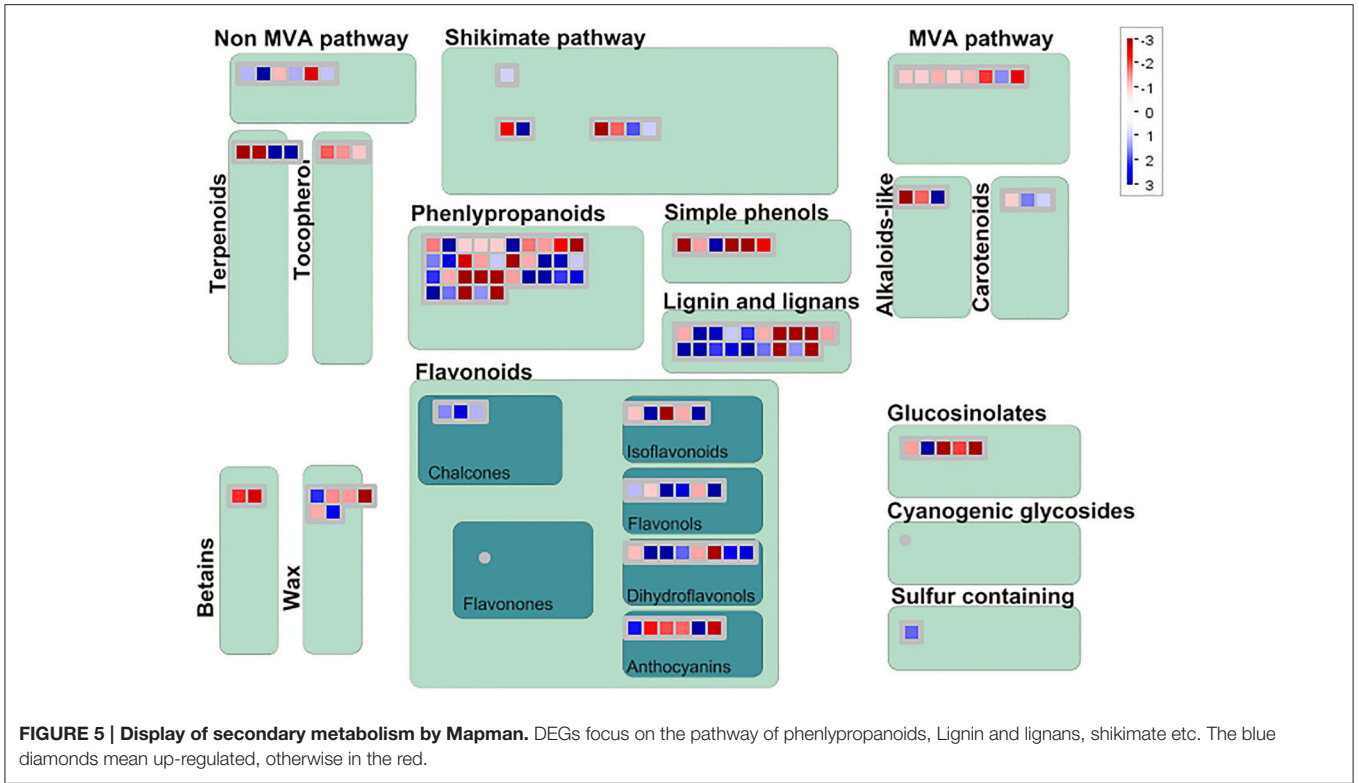 Non MVA pathway
Shikimate pathway
MVA pathway
-3
-2
-1
0
1
2
3
Terpenoids
Tocopherol
Alkaloids-like
Carotenoids
Phenlypropanoids
Simple phenols
Lignin and lignans
Flavonoids
Chalcones
Isoflavonoids
Flavonols
Flavonones
Dihydroflavonols
Anthocyanins
Glucosinolates
Cyanogenic glycosides
Sulfur containing
Betains
Wax
FIGURE 5 | Display of secondary metabolism by Mapman. DEGs focus on the pathway of phenlypropanoids, Lignin and lignans, shikimate etc. The blue
diamonds mean up-regulated, otherwise in the red.